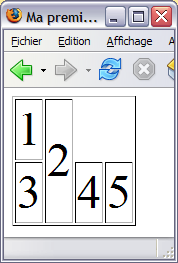 Ma premi...
Fichier Edition Affichage A
1 2
3 4 5